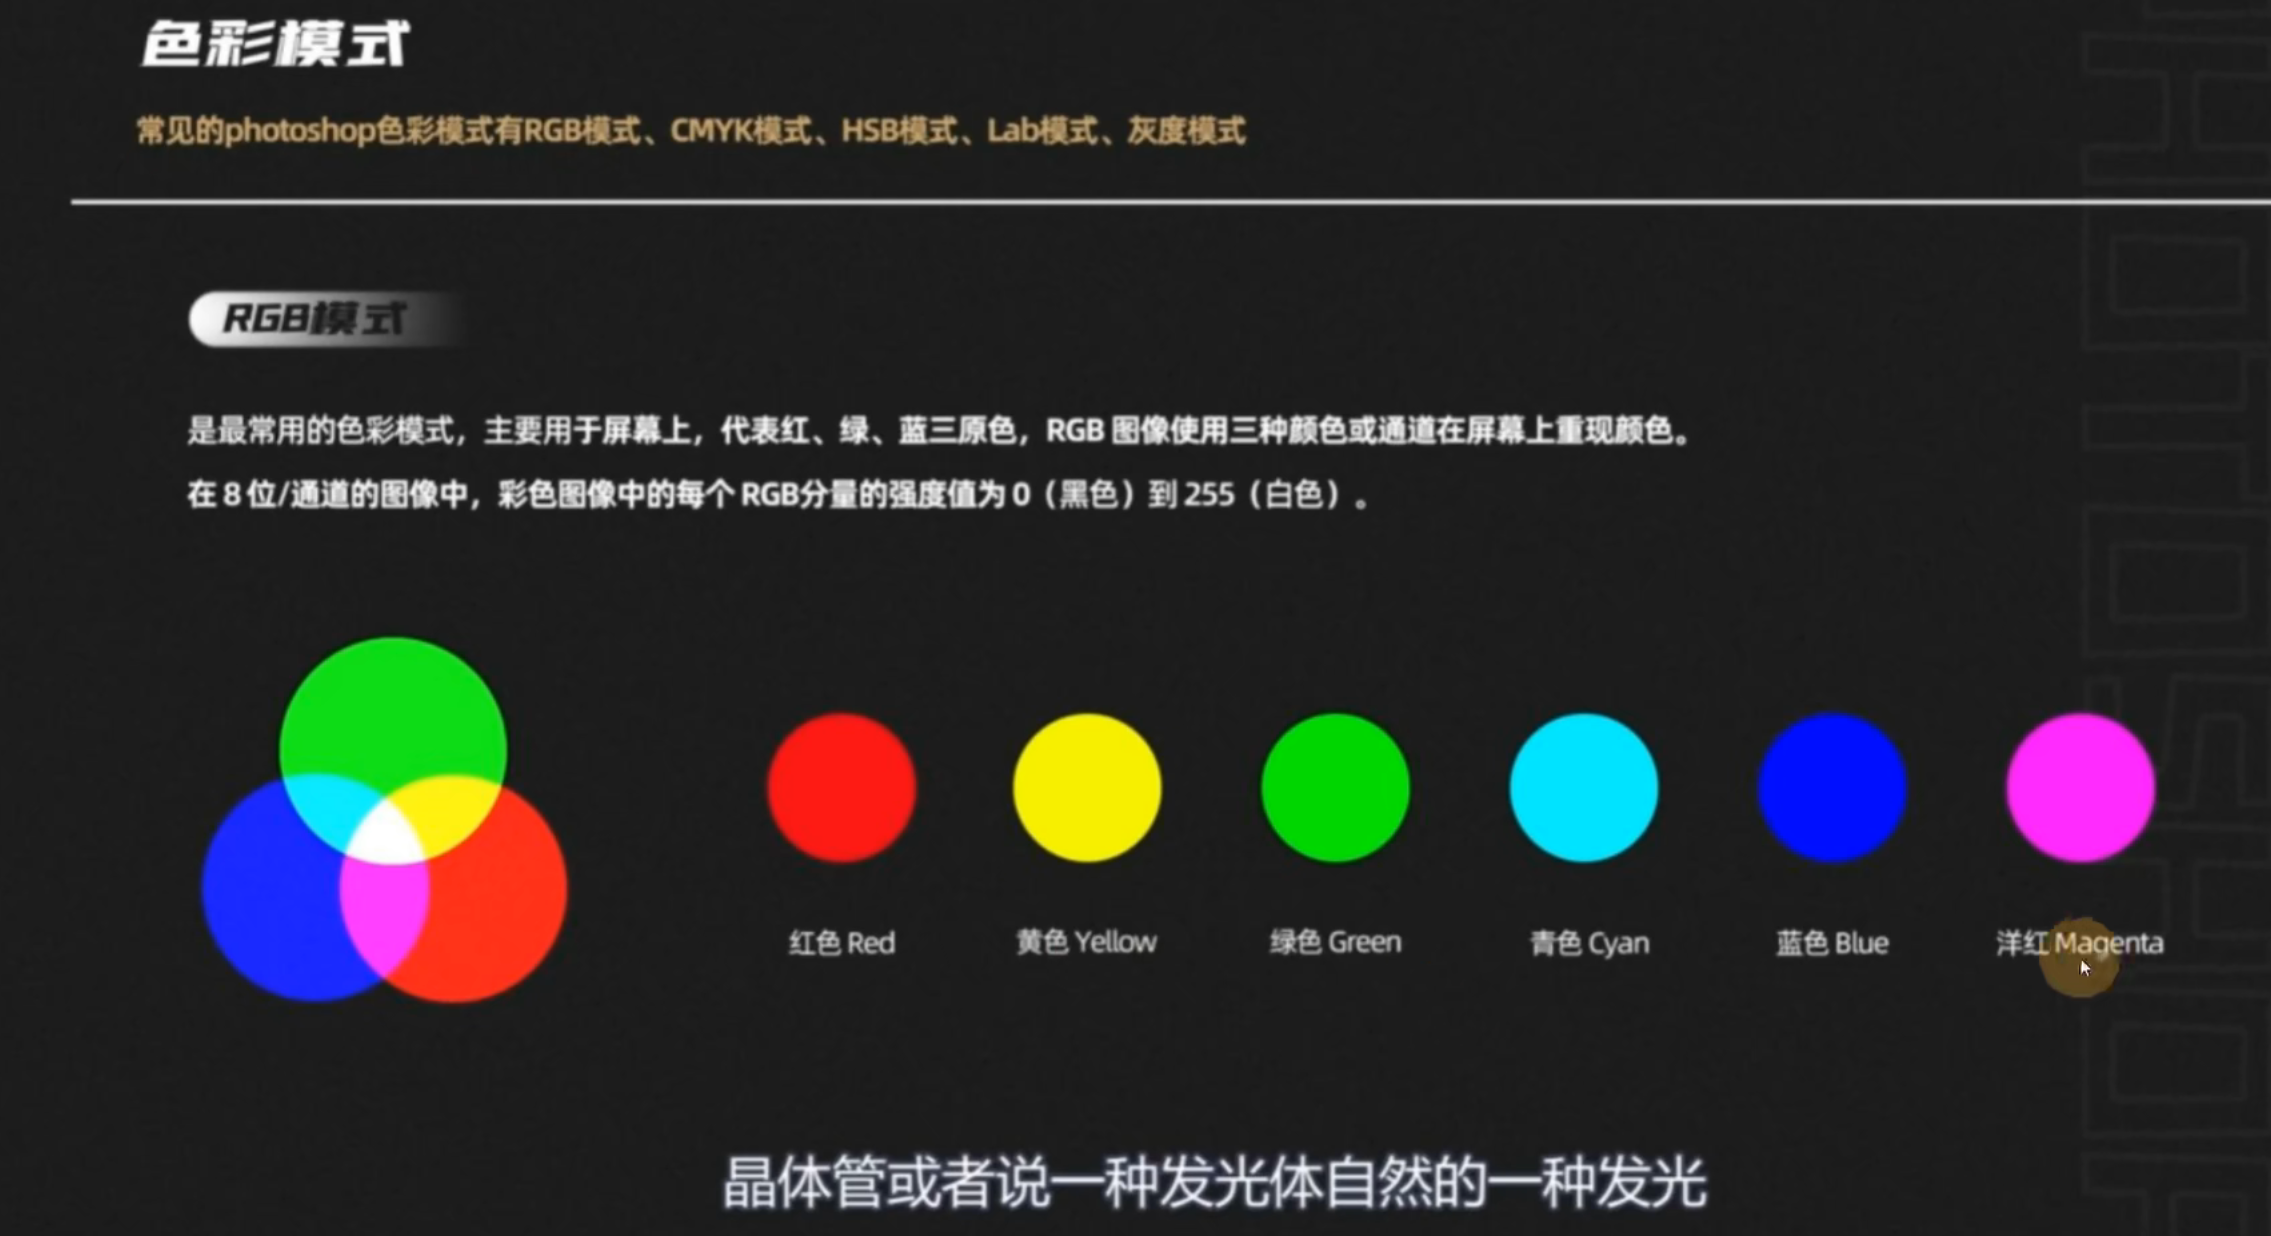 色彩模式
常见的photoshop色彩模式有RGB模式、CMYK模式、HSB模式、Lab模式、灰度模式
RGB模式
是最常用的色彩模式，主要用于屏幕上，代表红、绿、蓝三原色，RGB 图像使用三种颜色或通道在屏幕上重现颜色。
在 8 位/通道的图像中，彩色图像中的每个 RGB分量的强度值为 0（黑色）到 255（白色）。
红色 Red
黄色 Yellow
绿色 Green
青色 Cyan
蓝色 Blue
洋红 Magenta
晶体管或者说一种发光体自然的一种发光